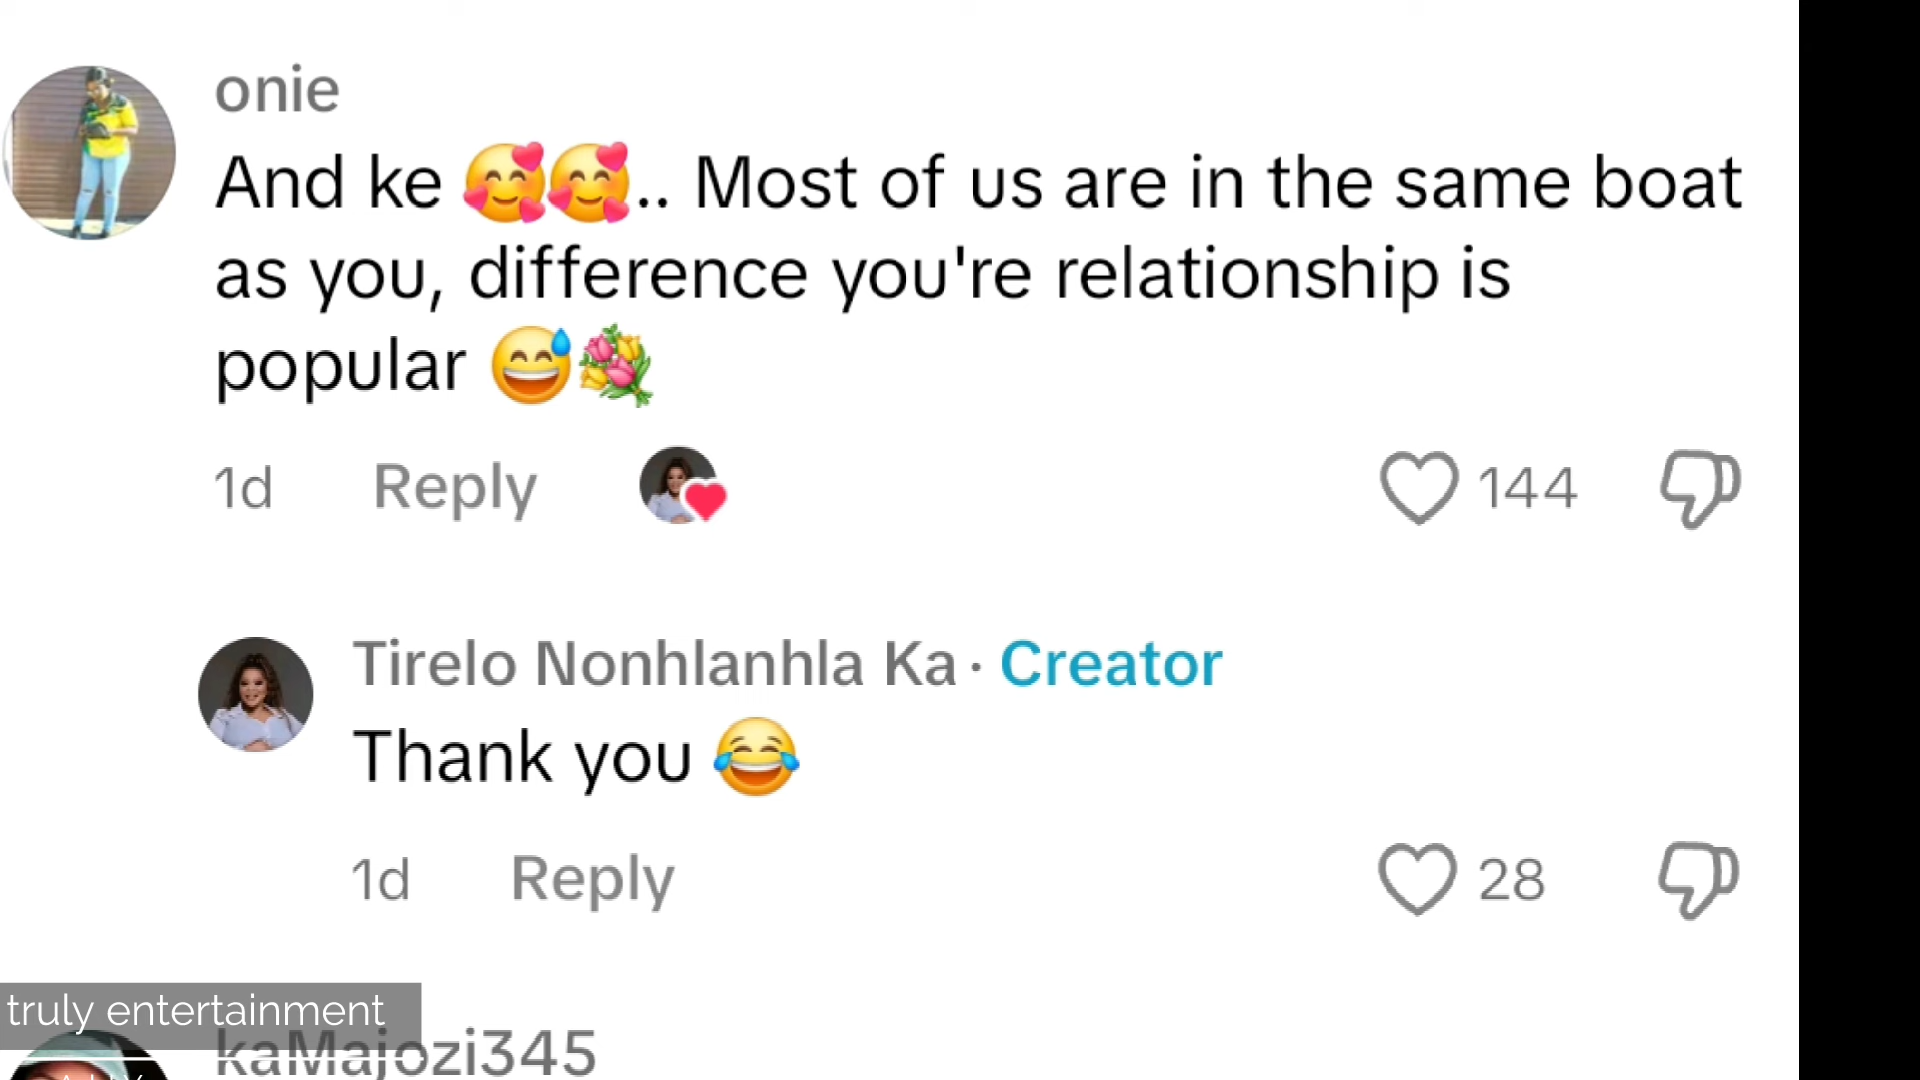 onie
And ke 🥰🥰.. Most of us are in the same boat
as you, difference you're relationship is
popular 😅💐
1d Reply 144
Tirelo Nonhlanhla Ka · Creator
Thank you 😂
1d Reply 28
truly entertainment
kaMajozi345